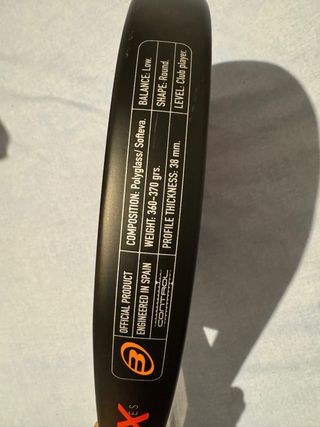 BALANCE: Low.
SHAPE: Round.
LEVEL: Club player.
COMPOSITION: Polyglass/ Softeva.
WEIGHT: 360-370 grs.
PROFILE THICKNESS: 38 mm.
OFFICIAL PRODUCT
ENGINEERED IN SPAIN
CONTROL
X
ES